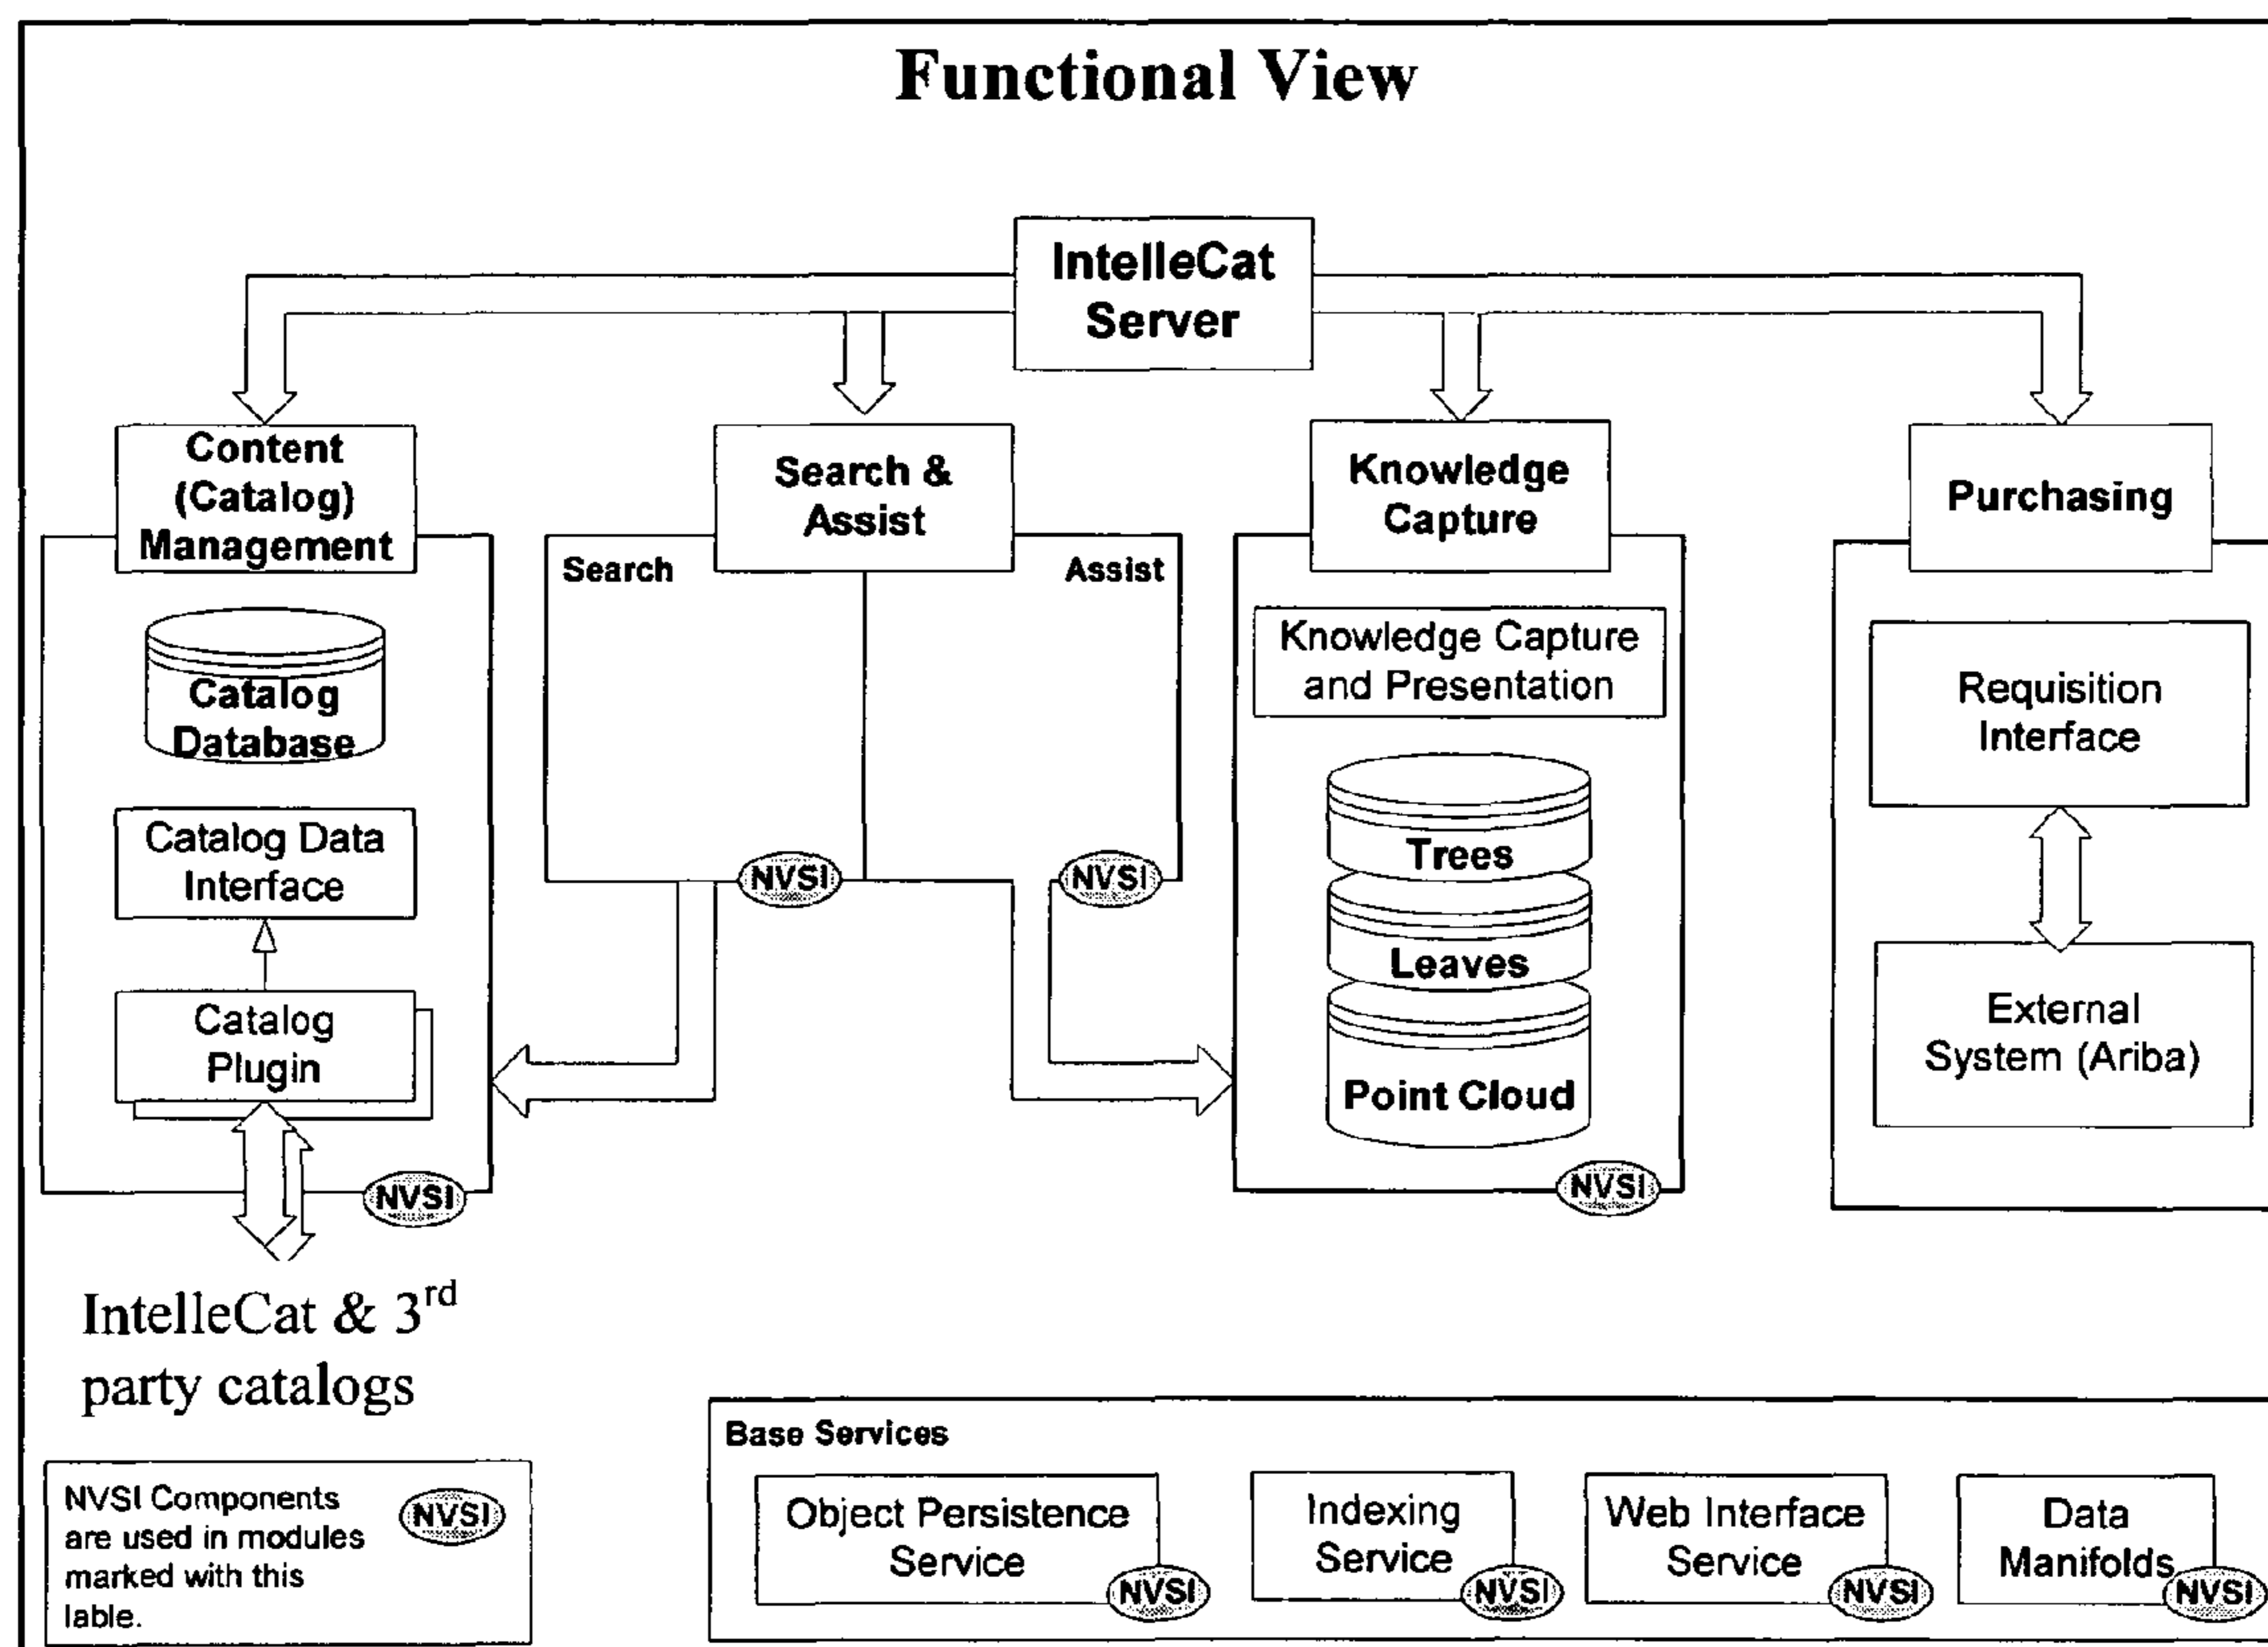 Functional View
IntelleCat
Server
Content
(Catalog)
Management
Search &
Assist
Knowledge
Capture
Purchasing
Search
Assist
Catalog
Database
Catalog Data
Interface
Catalog
Plugin
NVSI
NVSI
NVSI
Knowledge Capture
and Presentation
Trees
Leaves
Point Cloud
NVSI
Requisition
Interface
External
System (Ariba)
IntelleCat & 3rd
party catalogs
NVSI Components
are used in modules
marked with this
lable.
NVSI
Base Services
Object Persistence
Service
NVSI
Indexing
Service
NVSI
Web Interface
Service
NVSI
Data
Manifolds
NVSI